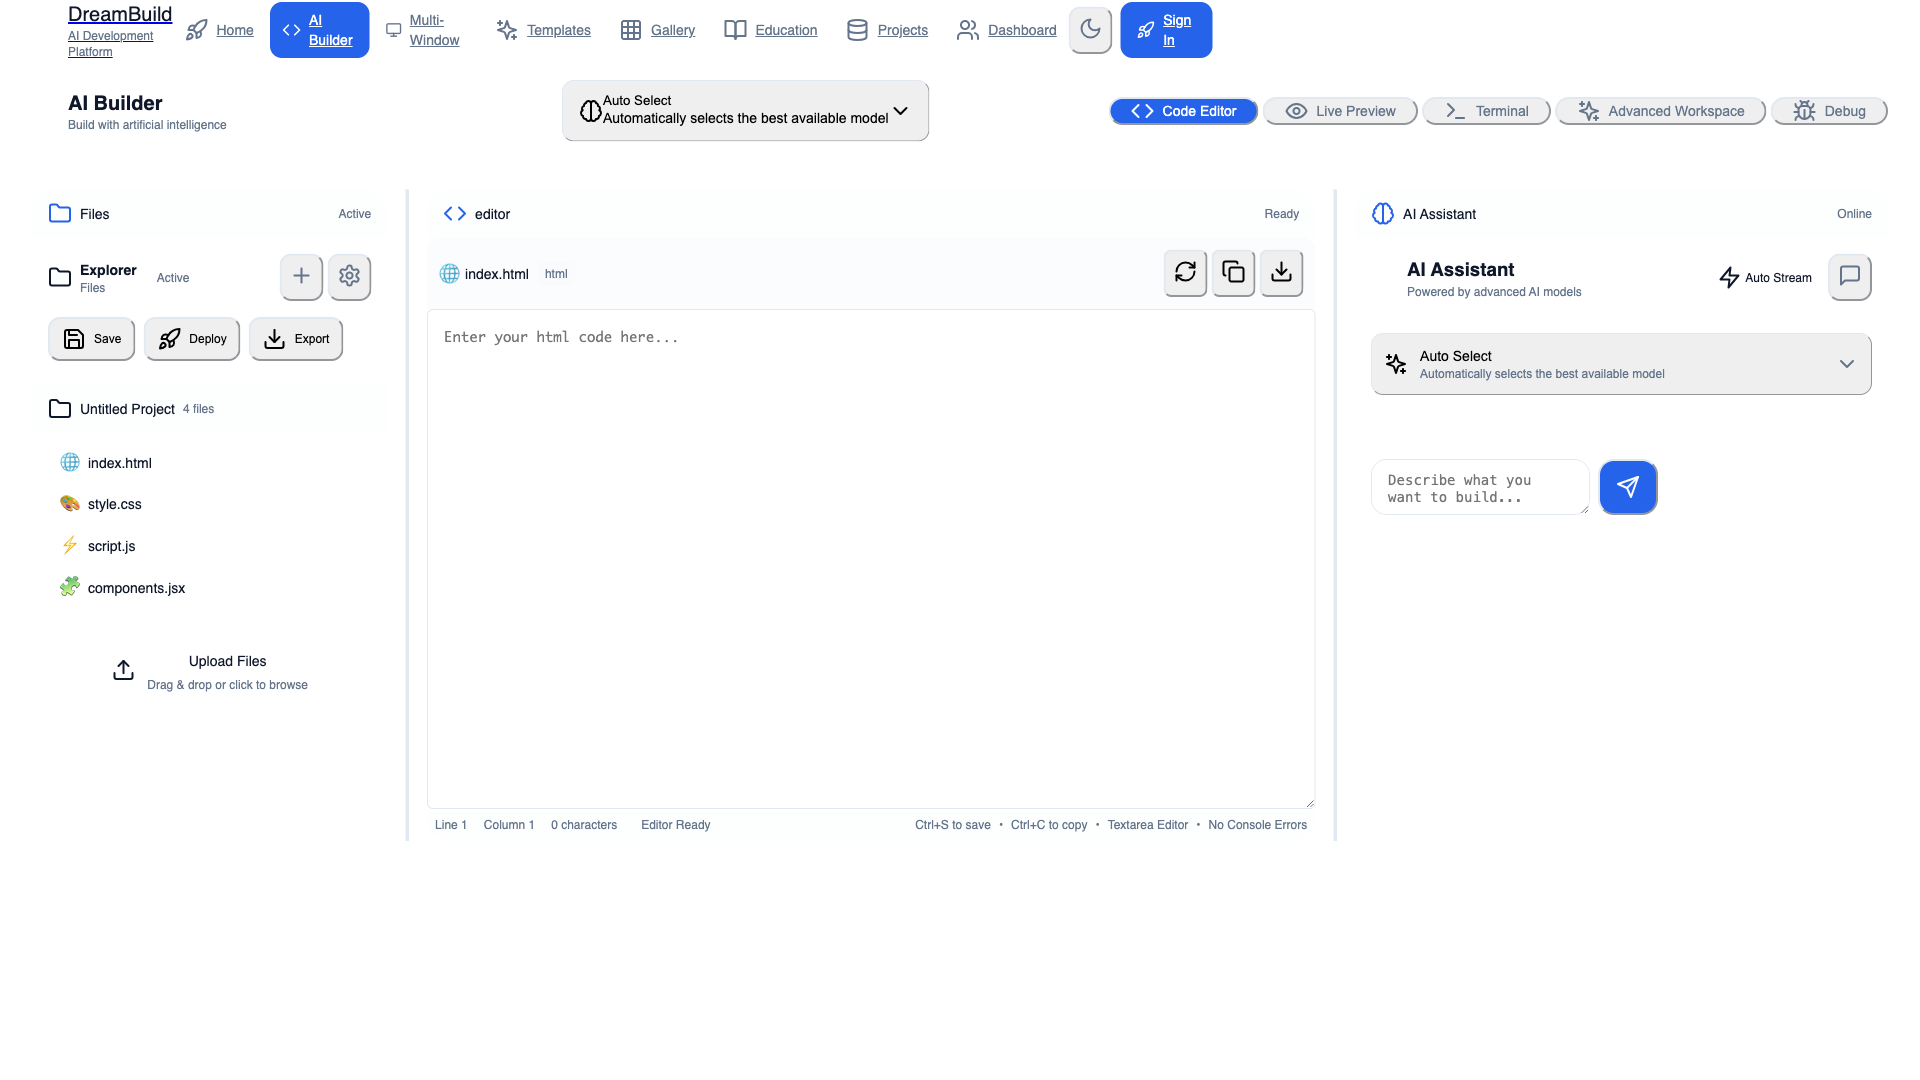 DreamBuild
AI Development
Platform
Home
AI
Builder
Multi-
Window
Templates
Gallery
Education
Projects
Dashboard
Sign
In
AI Builder
Build with artificial intelligence
Auto Select
Automatically selects the best available model
Code Editor
Live Preview
Terminal
Advanced Workspace
Debug
Files
Active
Explorer
Files
Active
Save
Deploy
Export
Untitled Project 4 files
index.html
style.css
script.js
components.jsx
Upload Files
Drag & drop or click to browse
editor
Ready
index.html html
Enter your html code here...
Line 1 Column 1 0 characters Editor Ready
Ctrl+S to save • Ctrl+C to copy • Textarea Editor • No Console Errors
AI Assistant
Online
AI Assistant
Powered by advanced AI models
Auto Stream
Auto Select
Automatically selects the best available model
Describe what you
want to build...